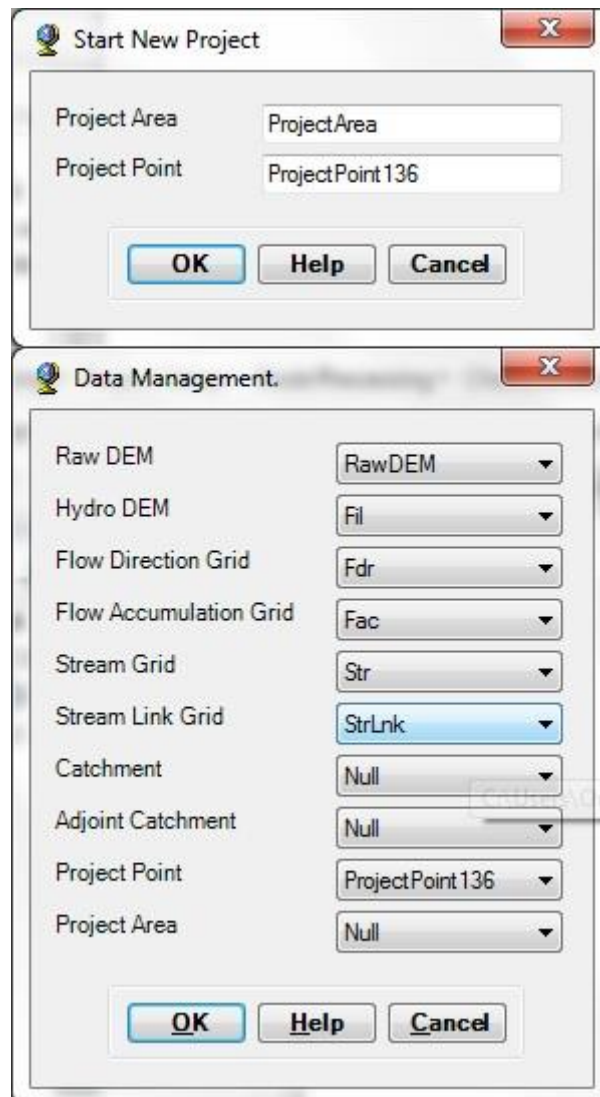 Start New Project
Project Area ProjectArea
Project Point ProjectPoint136
OK Help Cancel
Data Management.
Raw DEM RawDEM
Hydro DEM Fil
Flow Direction Grid Fdr
Flow Accumulation Grid Fac
Stream Grid Str
Stream Link Grid StrLnk
Catchment Null
Adjoint Catchment Null
Project Point ProjectPoint136
Project Area Null
OK Help Cancel